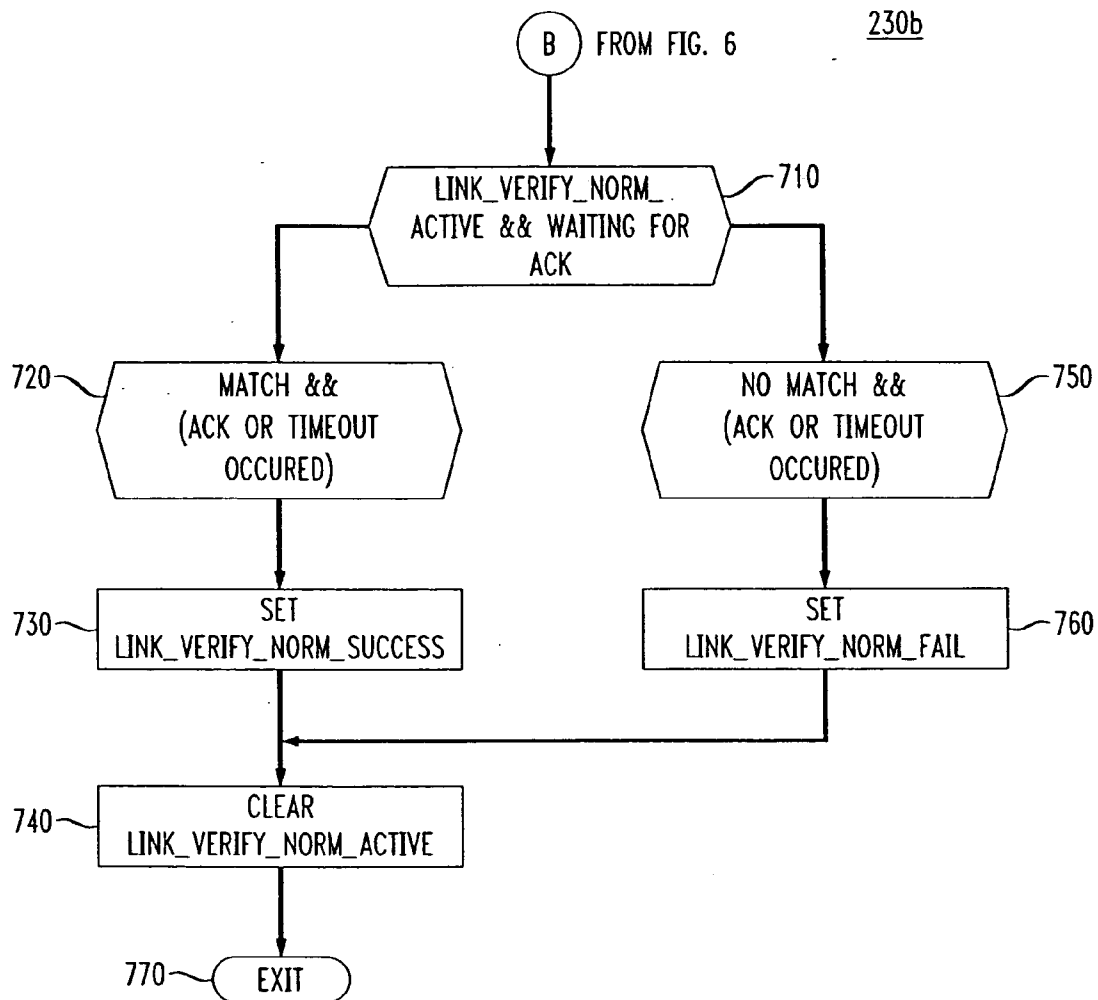 230b
B FROM FIG. 6
710
LINK_VERIFY_NORM_
ACTIVE && WAITING FOR
ACK
720
MATCH &&
(ACK OR TIMEOUT
OCCURED)
750
NO MATCH &&
(ACK OR TIMEOUT
OCCURED)
730
SET
LINK_VERIFY_NORM_SUCCESS
760
SET
LINK_VERIFY_NORM_FAIL
740
CLEAR
LINK_VERIFY_NORM_ACTIVE
770
EXIT